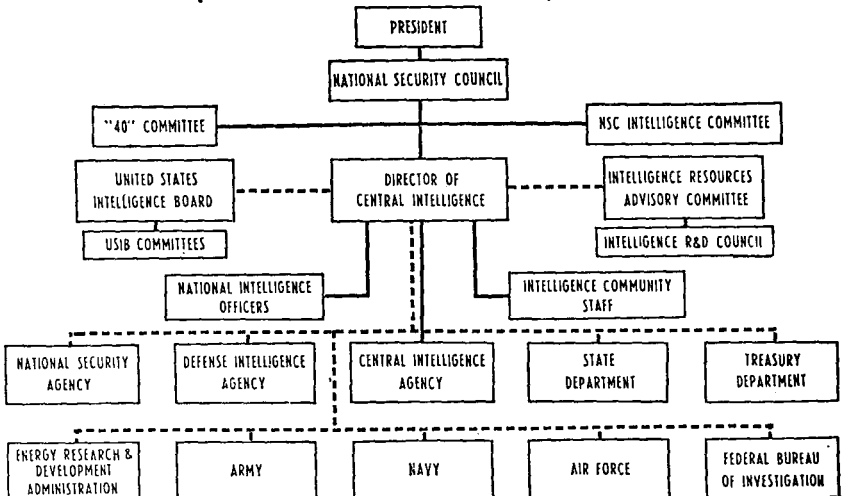 PRESIDENT
NATIONAL SECURITY COUNCIL
"40" COMMITTEE
NSC INTELLIGENCE COMMITTEE
UNITED STATES
INTELLIGENCE BOARD
DIRECTOR OF
CENTRAL INTELLIGENCE
INTELLIGENCE RESOURCES
ADVISORY COMMITTEE
USIB COMMITTEES
INTELLIGENCE R&D COUNCIL
NATIONAL INTELLIGENCE
OFFICERS
INTELLIGENCE COMMUNITY
STAFF
NATIONAL SECURITY
AGENCY
DEFENSE INTELLIGENCE
AGENCY
CENTRAL INTELLIGENCE
AGENCY
STATE
DEPARTMENT
TREASURY
DEPARTMENT
ENERGY RESEARCH &
DEVELOPMENT
ADMINISTRATION
ARMY
NAVY
AIR FORCE
FEDERAL BUREAU
OF INVESTIGATION